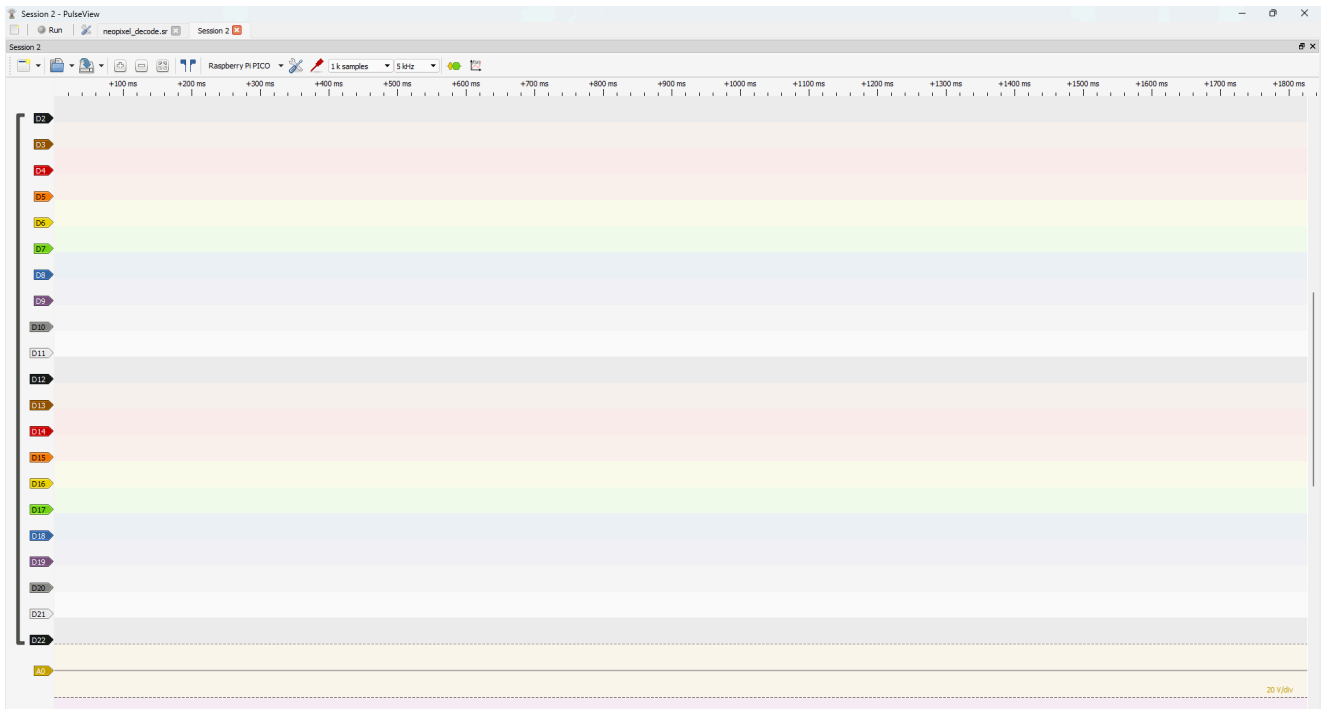 Session 2 - PulseView
Run neopixel_decode.sr Session 2
Session 2
Raspberry Pi PICO 1 k samples 5 kHz
+100 ms +200 ms +300 ms +400 ms +500 ms +600 ms +700 ms +800 ms +900 ms +1000 ms +1100 ms +1200 ms +1300 ms +1400 ms +1500 ms +1600 ms +1700 ms +1800 ms
D2
D3
D4
D5
D6
D7
D8
D9
D10
D11
D12
D13
D14
D15
D16
D17
D18
D19
D20
D21
D22
A0
20 V/div